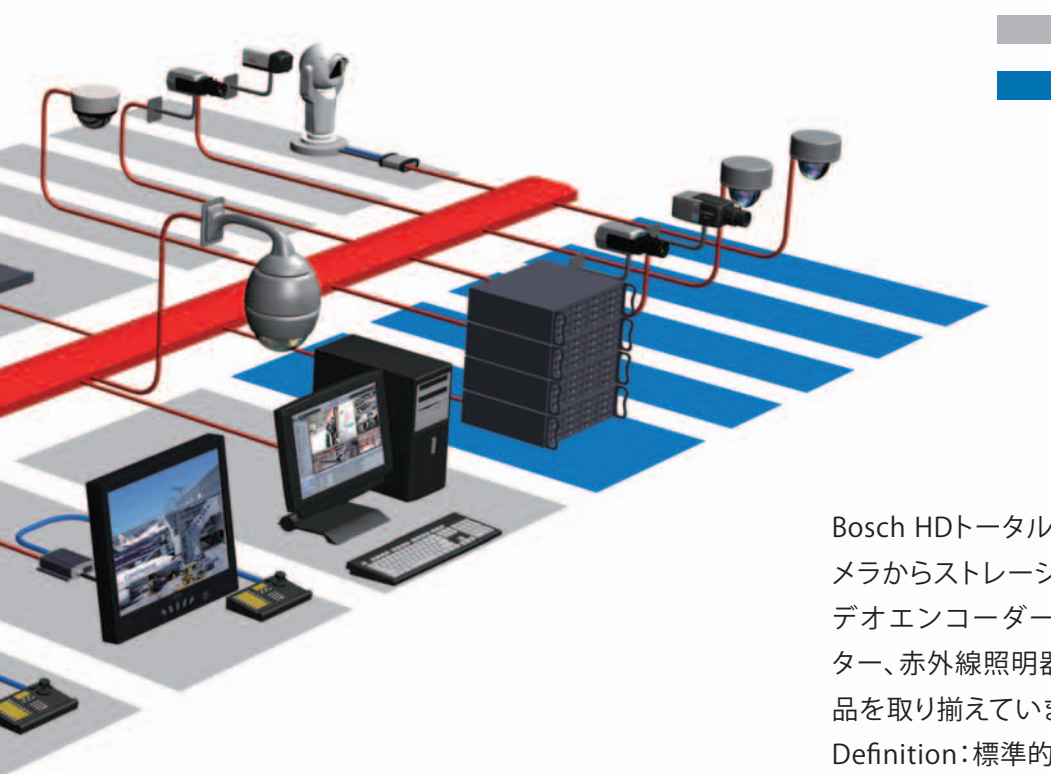 Bosch HDトータル
メラからストレージ
デオエンコーダー
ター、赤外線照明器
品を取り揃えていま
Definition：標準的